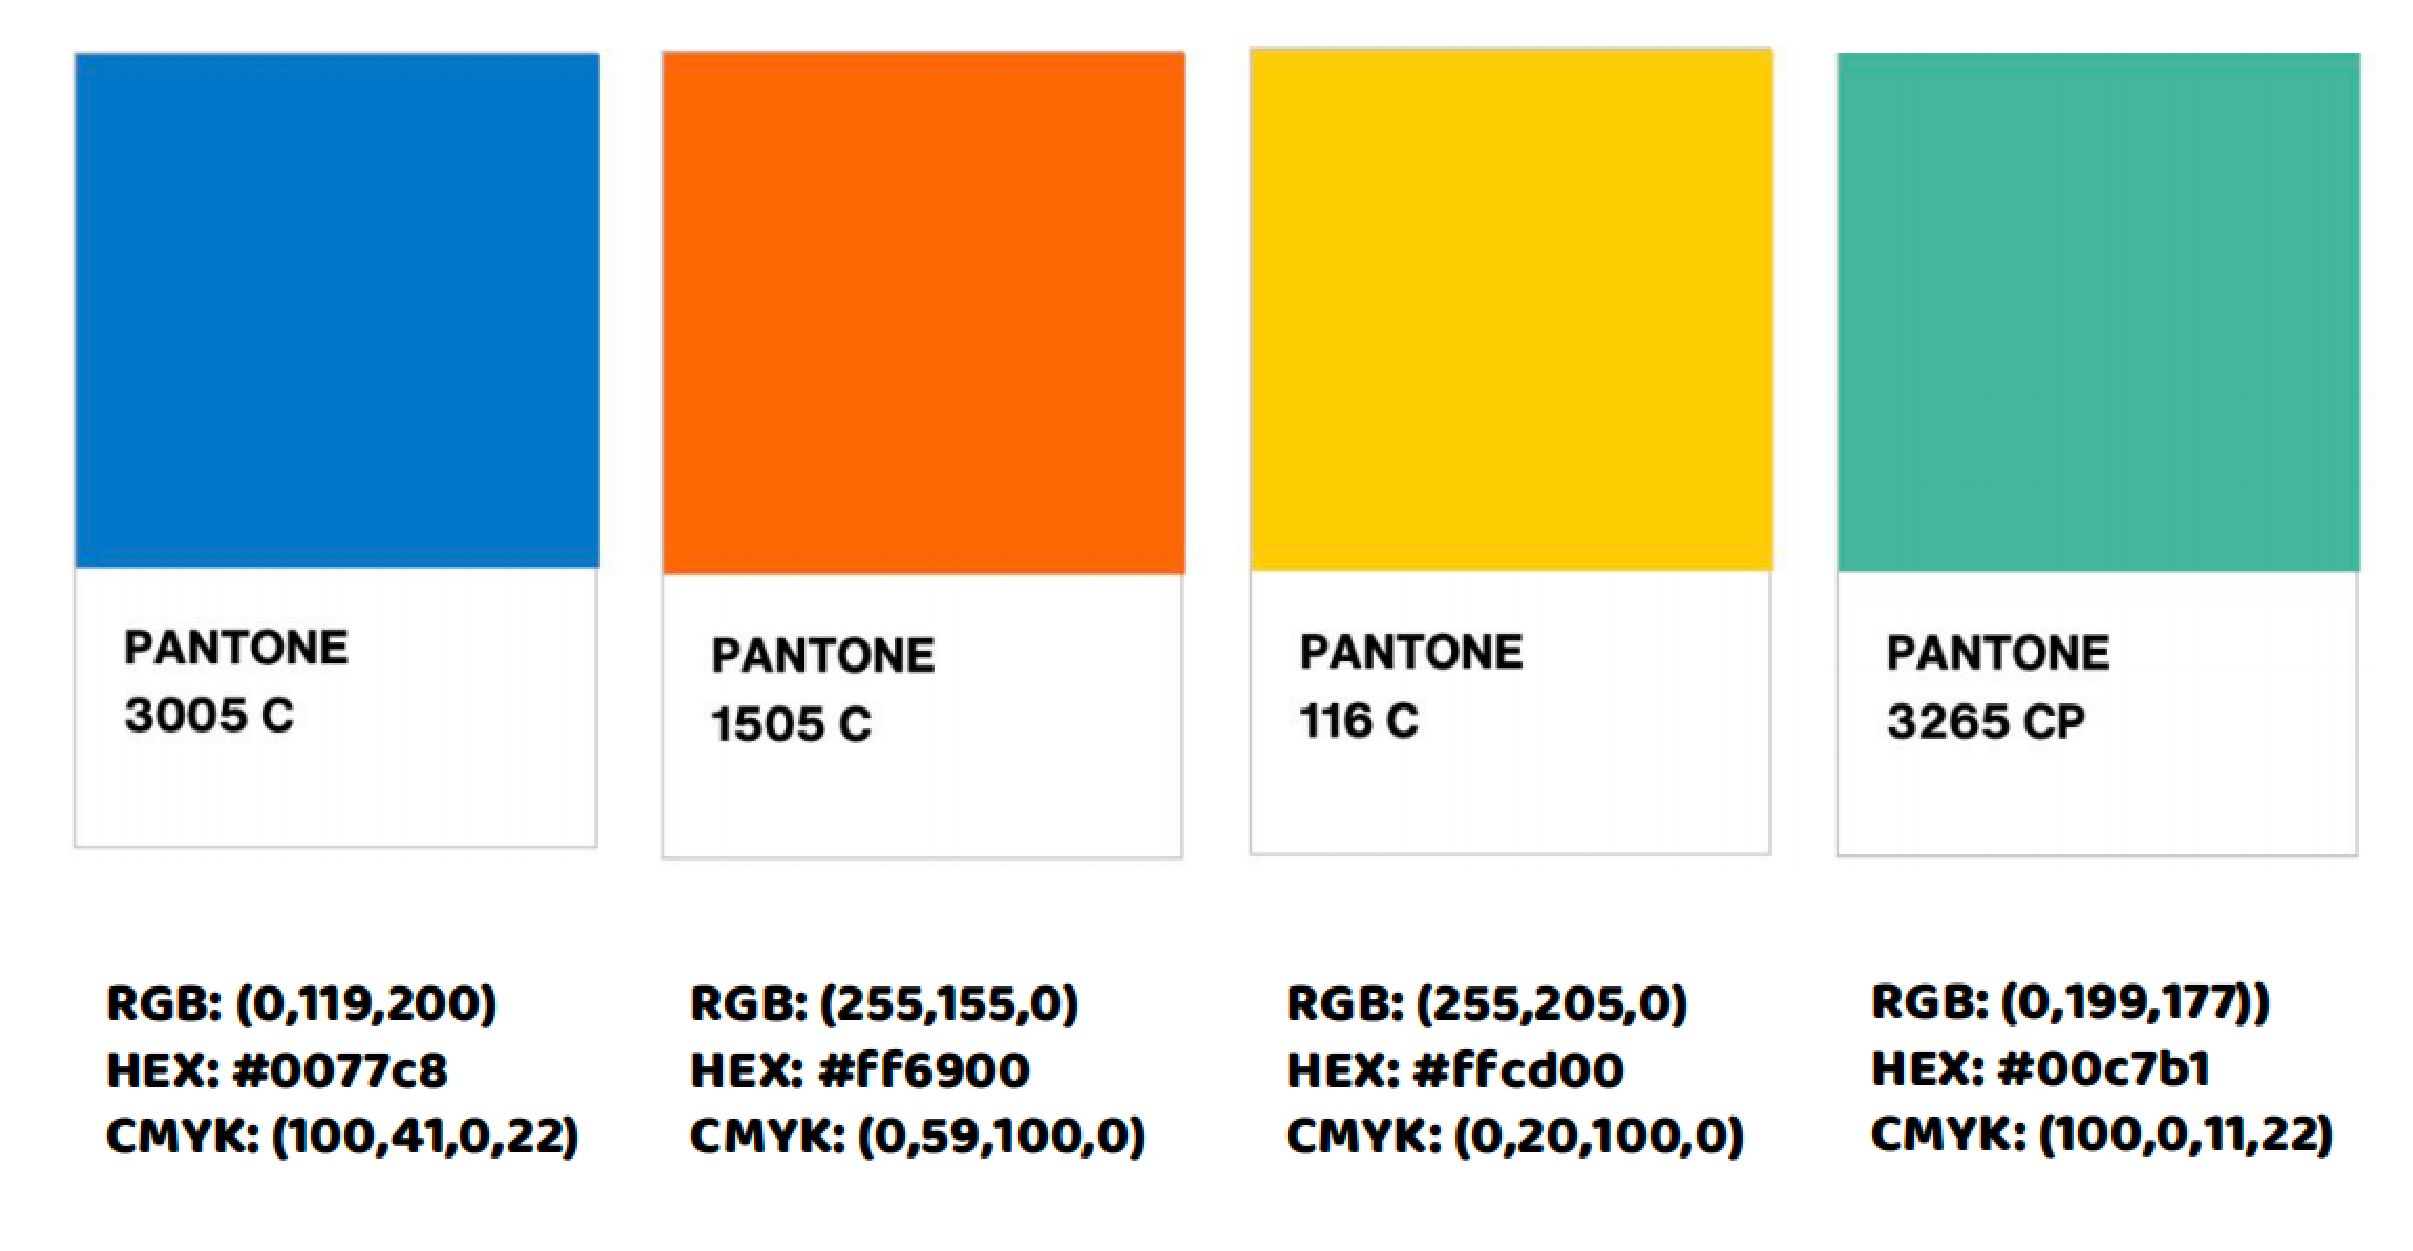 PANTONE
3005 C
PANTONE
1505 C
PANTONE
116 C
PANTONE
3265 CP
RGB: (0,119,200)
HEX: #0077c8
CMYK: (100,41,0,22)
RGB: (255,155,0)
HEX: #ff6900
CMYK: (0,59,100,0)
RGB: (255,205,0)
HEX: #ffcd00
CMYK: (0,20,100,0)
RGB: (0,199,177))
HEX: #00c7b1
CMYK: (100,0,11,22)